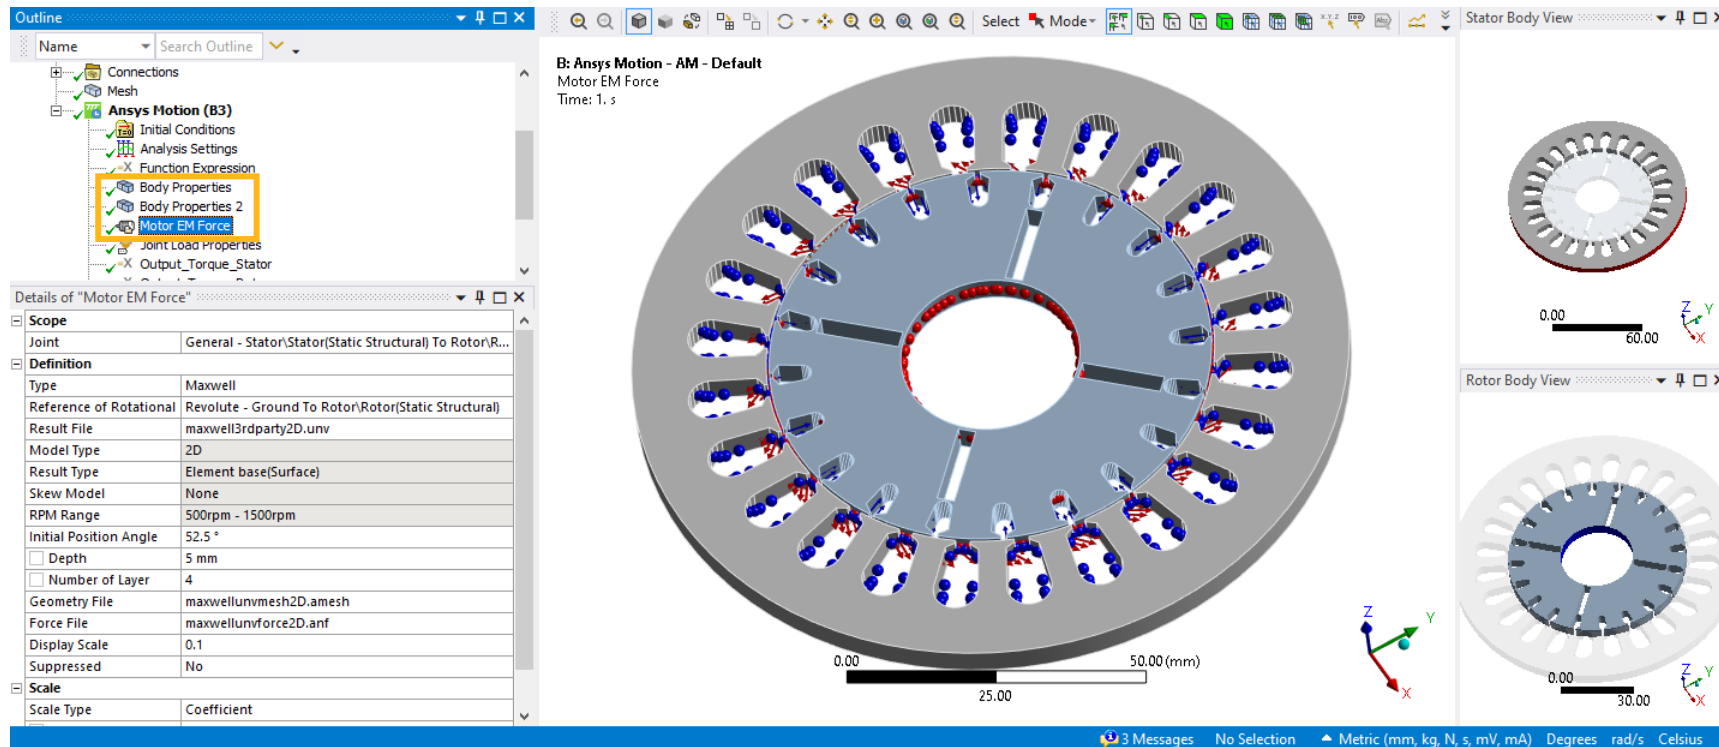 Outline
Name
Search Outline
Connections
Mesh
Ansys Motion (B3)
Initial Conditions
Analysis Settings
Function Expression
Body Properties
Body Properties 2
Motor EM Force
Joint Load Properties
Output_Torque_Stator
Details of "Motor EM Force"
Scope
Joint General - Stator\Stator(Static Structural) To Rotor\R...
Definition
Type Maxwell
Reference of Rotational Revolute - Ground To Rotor\Rotor(Static Structural)
Result File maxwell3rdparty2D.unv
Model Type 2D
Result Type Element base(Surface)
Skew Model None
RPM Range 500rpm - 1500rpm
Initial Position Angle 52.5 °
Depth 5 mm
Number of Layer 4
Geometry File maxwellunvmesh2D.amesh
Force File maxwellunvforce2D.anf
Display Scale 0.1
Suppressed No
Scale
Scale Type Coefficient
Select Mode
B: Ansys Motion - AM - Default
Motor EM Force
Time: 1. s
0.00
50.00 (mm)
25.00
Z
Y
X
Stator Body View
0.00
60.00
Z
Y
X
Rotor Body View
0.00
30.00
Z
Y
X
3 Messages No Selection Metric (mm, kg, N, s, mV, mA) Degrees rad/s Celsius